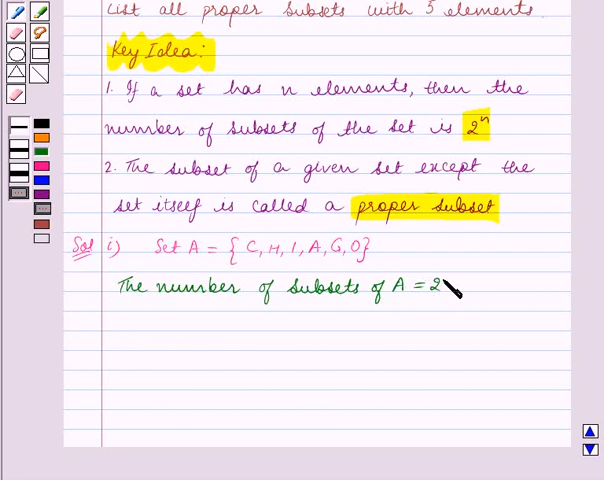 List all proper subsets with 5 elements.
Key Idea:
1. If a set has n elements, then the
number of subsets of the set is 2ⁿ
2. The subset of a given set except the
set itself is called a proper subset
Sol i) Set A = { C, H, I, A, G, O}
The number of subsets of A = 2